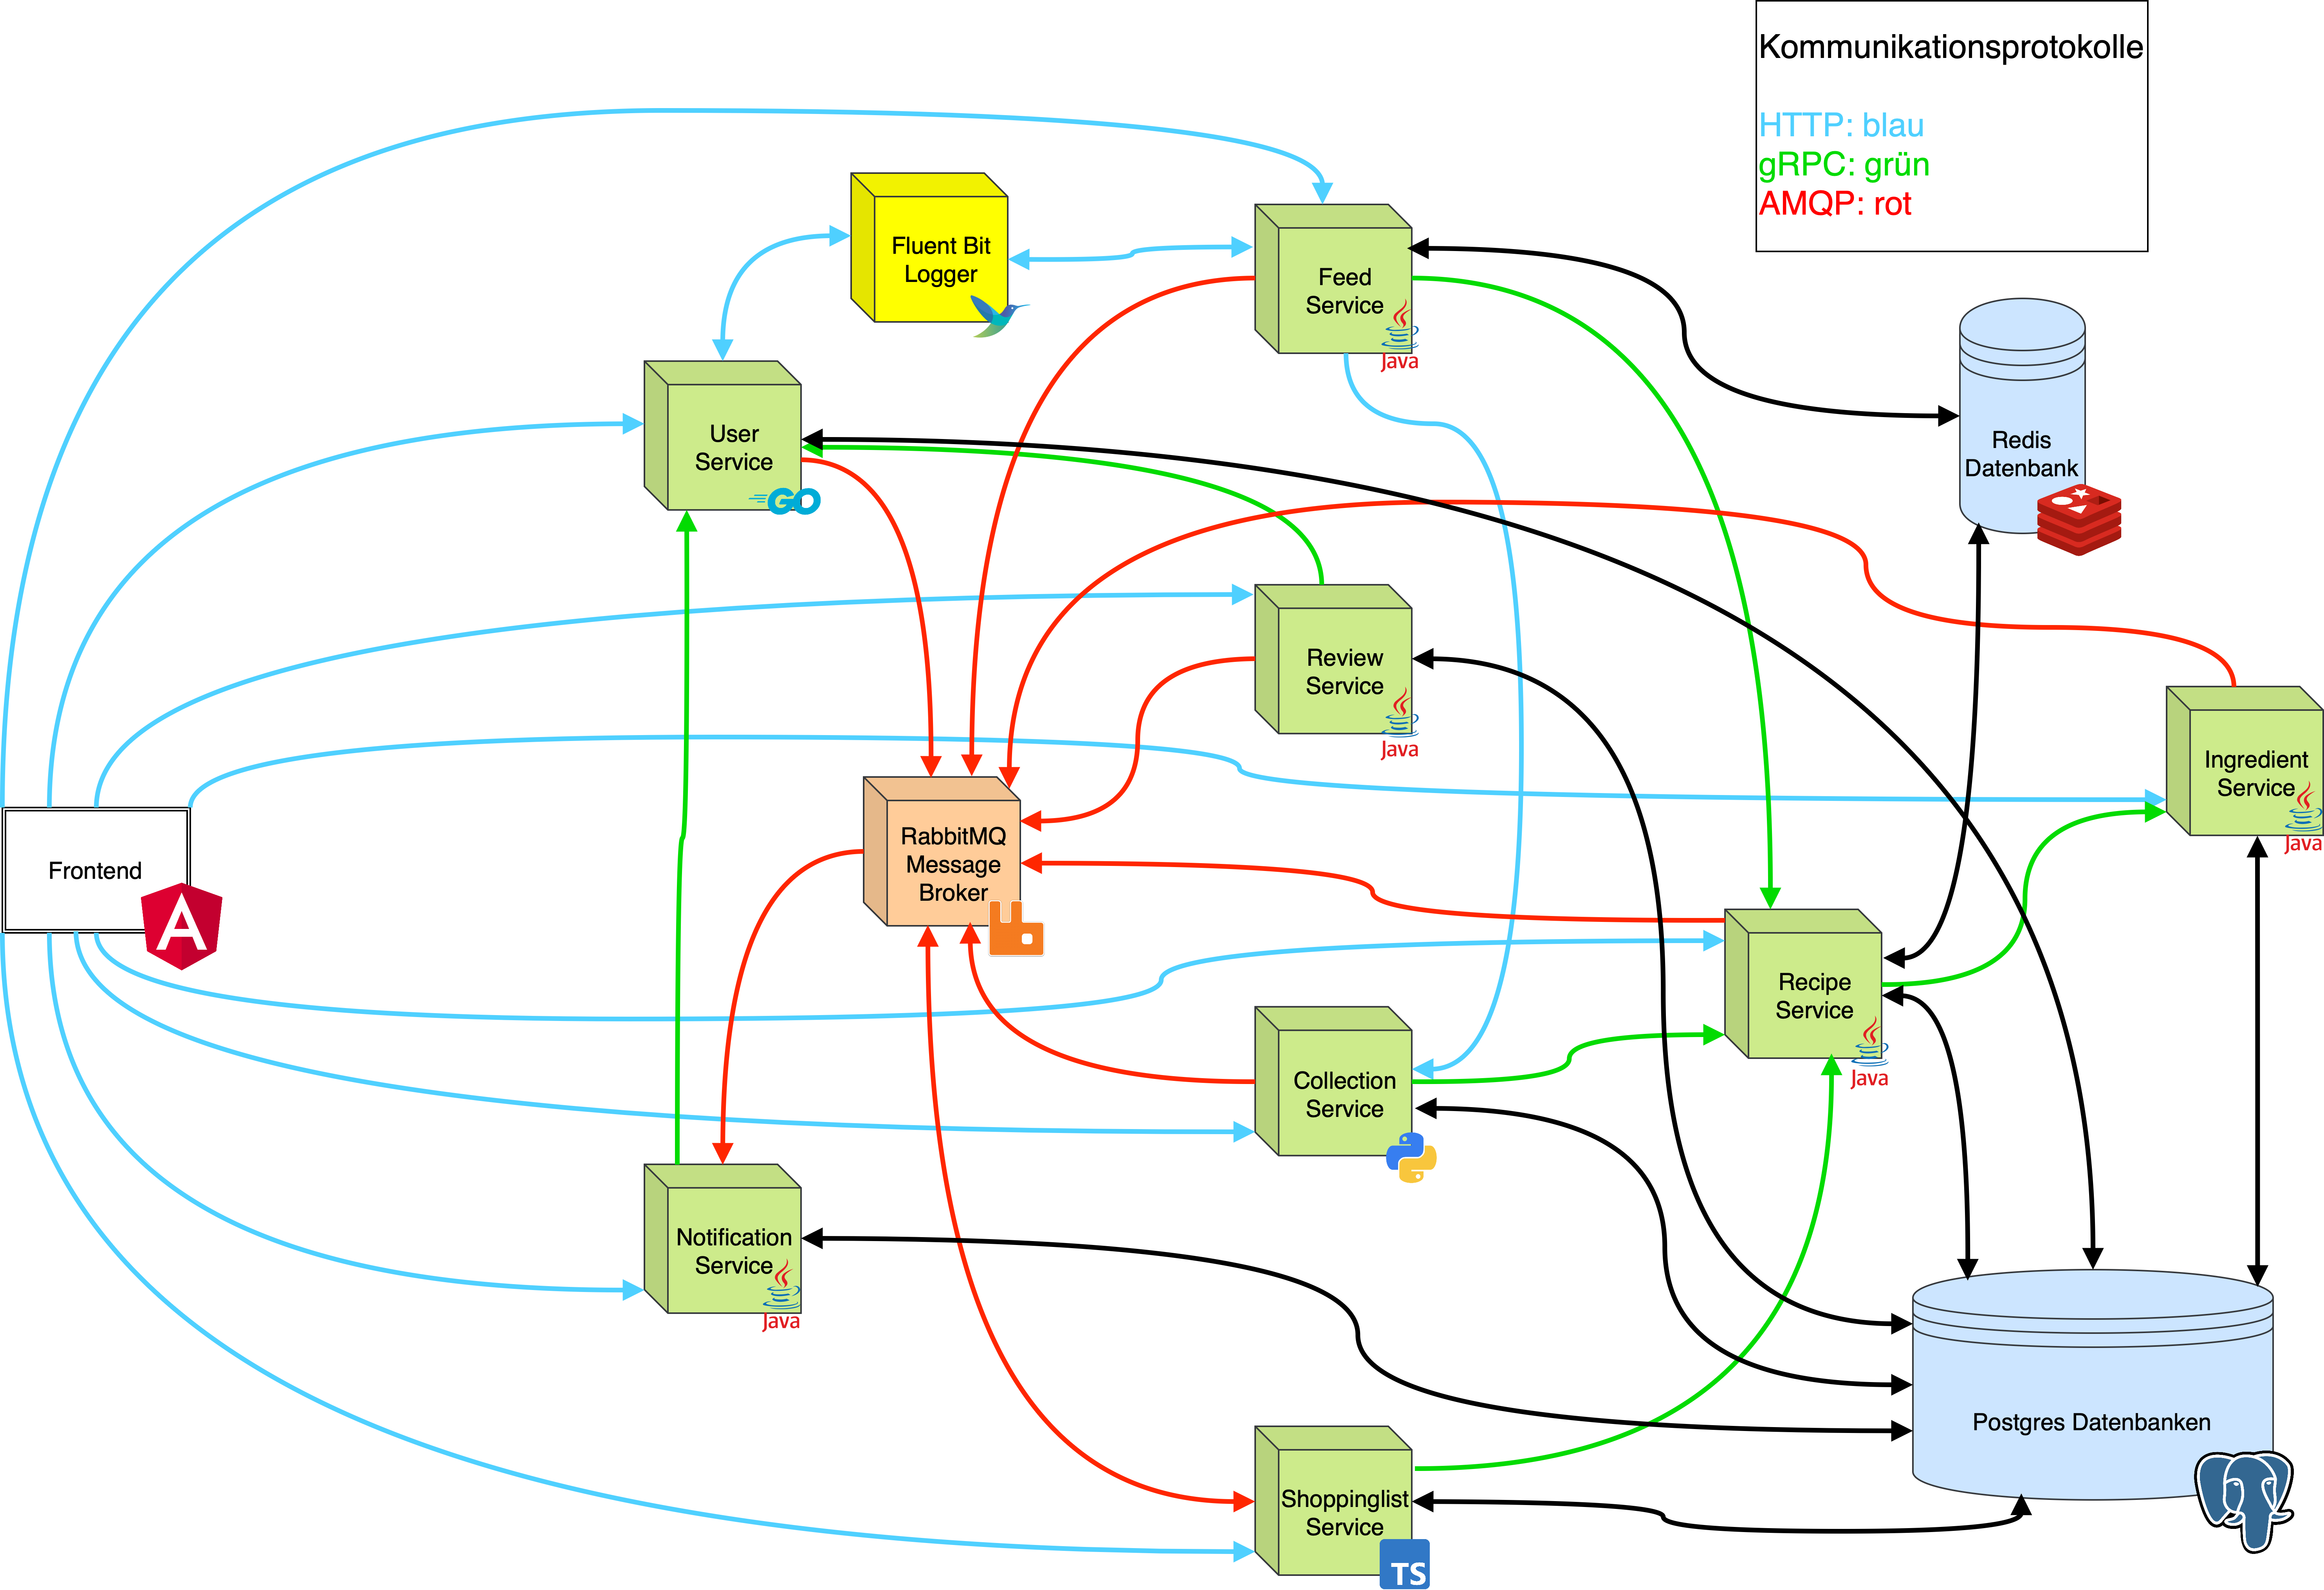 Kommunikationsprotokolle
HTTP: blau
gRPC: grün
AMQP: rot
Fluent Bit
Logger
Feed
Service
Java
User
Service
GO
Redis
Datenbank
Review
Service
Java
Ingredient
Service
Java
Frontend
A
RabbitMQ
Message
Broker
Recipe
Service
Java
Collection
Service
Notification
Service
Java
Postgres Datenbanken
Shoppinglist
Service
TS